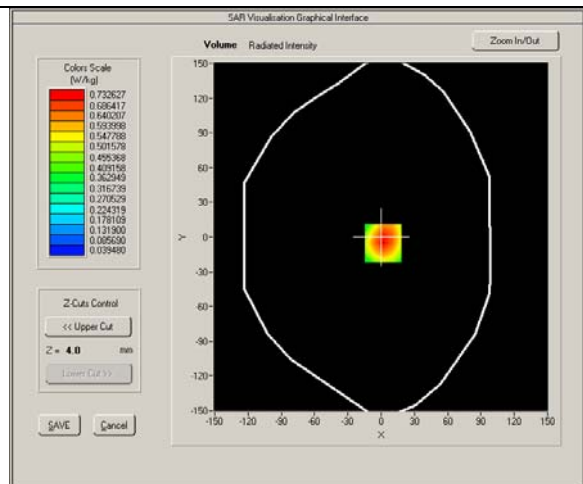 SAR Visualisation Graphical Interface
Volume Radiated Intensity
Zoom In/Out
Colors Scale
(W/kg)
0.732627
0.686417
0.640207
0.593998
0.547788
0.501578
0.455368
0.409158
0.362949
0.316739
0.270529
0.224319
0.178109
0.131900
0.085690
0.039480
Z-Cuts Control
<< Upper Cut
Z = 4.0 mm
Lower Cut >>
SAVE Cancel
150
120
90
60
30
0
-30
-60
-90
-120
-150
Y
-150 -120 -90 -60 -30 0 30 60 90 120 150
X